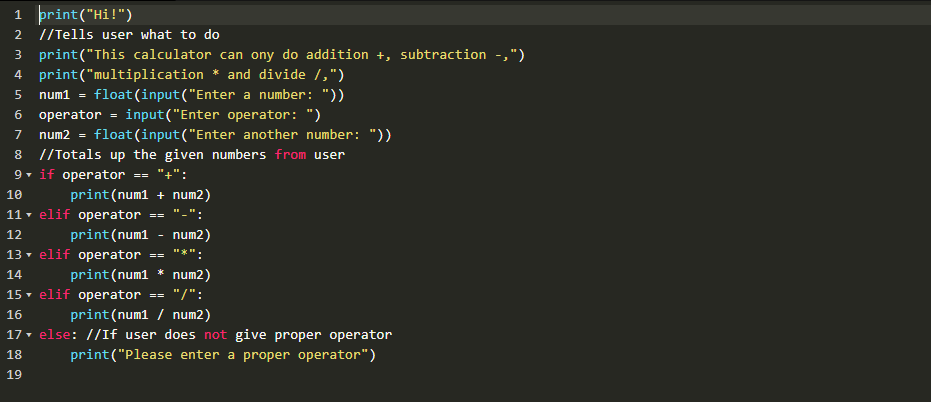 1 print("Hi!")
2 //Tells user what to do
3 print("This calculator can ony do addition +, subtraction -,")
4 print("multiplication * and divide /,")
5 num1 = float(input("Enter a number: "))
6 operator = input("Enter operator: ")
7 num2 = float(input("Enter another number: "))
8 //Totals up the given numbers from user
9 if operator == "+":
10     print(num1 + num2)
11 elif operator == "-":
12     print(num1 - num2)
13 elif operator == "*":
14     print(num1 * num2)
15 elif operator == "/":
16     print(num1 / num2)
17 else: //If user does not give proper operator
18     print("Please enter a proper operator")
19